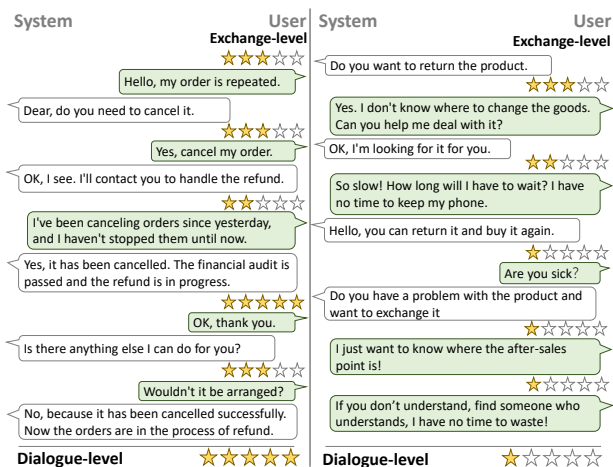 System
User
Exchange-level
Hello, my order is repeated.
Dear, do you need to cancel it.
Yes, cancel my order.
OK, I see. I'll contact you to handle the refund.
I've been canceling orders since yesterday,
and I haven't stopped them until now.
Yes, it has been cancelled. The financial audit is
passed and the refund is in progress.
OK, thank you.
Is there anything else I can do for you?
Wouldn't it be arranged?
No, because it has been cancelled successfully.
Now the orders are in the process of refund.
Dialogue-level
System
User
Exchange-level
Do you want to return the product.
Yes. I don't know where to change the goods.
Can you help me deal with it?
OK, I'm looking for it for you.
So slow! How long will I have to wait? I have
no time to keep my phone.
Hello, you can return it and buy it again.
Are you sick?
Do you have a problem with the product and
want to exchange it
I just want to know where the after-sales
point is!
If you don't understand, find someone who
understands, I have no time to waste!
Dialogue-level